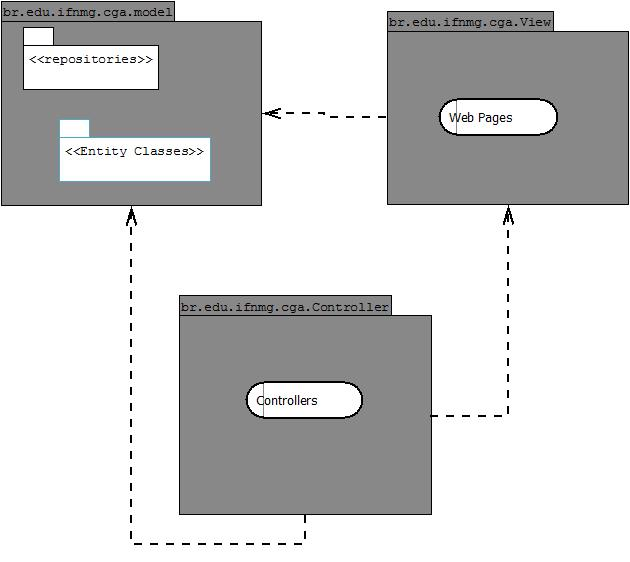 br.edu.ifnmg.cga.model
<<repositories>>
<<Entity Classes>>
br.edu.ifnmg.cga.View
Web Pages
br.edu.ifnmg.cga.Controller
Controllers